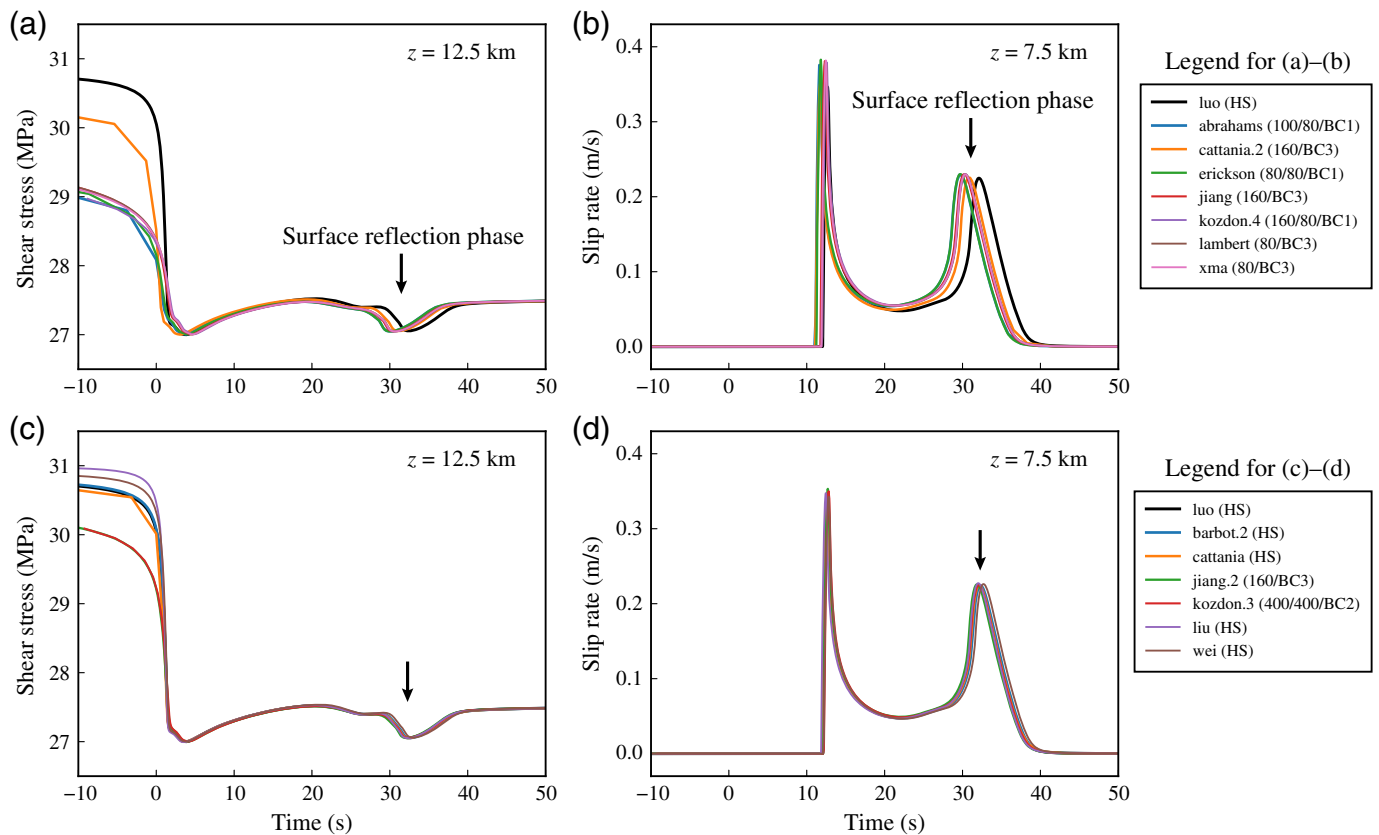 (a)
z = 12.5 km
Surface reflection phase
Shear stress (MPa)
31
30
29
28
27
−10 0 10 20 30 40 50
(b)
z = 7.5 km
Surface reflection phase
Slip rate (m/s)
0.4
0.3
0.2
0.1
0.0
−10 0 10 20 30 40 50
Legend for (a)–(b)
luo (HS)
abrahams (100/80/BC1)
cattania.2 (160/BC3)
erickson (80/80/BC1)
jiang (160/BC3)
kozdon.4 (160/80/BC1)
lambert (80/BC3)
xma (80/BC3)
(c)
z = 12.5 km
Shear stress (MPa)
31
30
29
28
27
−10 0 10 20 30 40 50
Time (s)
(d)
z = 7.5 km
Slip rate (m/s)
0.4
0.3
0.2
0.1
0.0
−10 0 10 20 30 40 50
Time (s)
Legend for (c)–(d)
luo (HS)
barbot.2 (HS)
cattania (HS)
jiang.2 (160/BC3)
kozdon.3 (400/400/BC2)
liu (HS)
wei (HS)